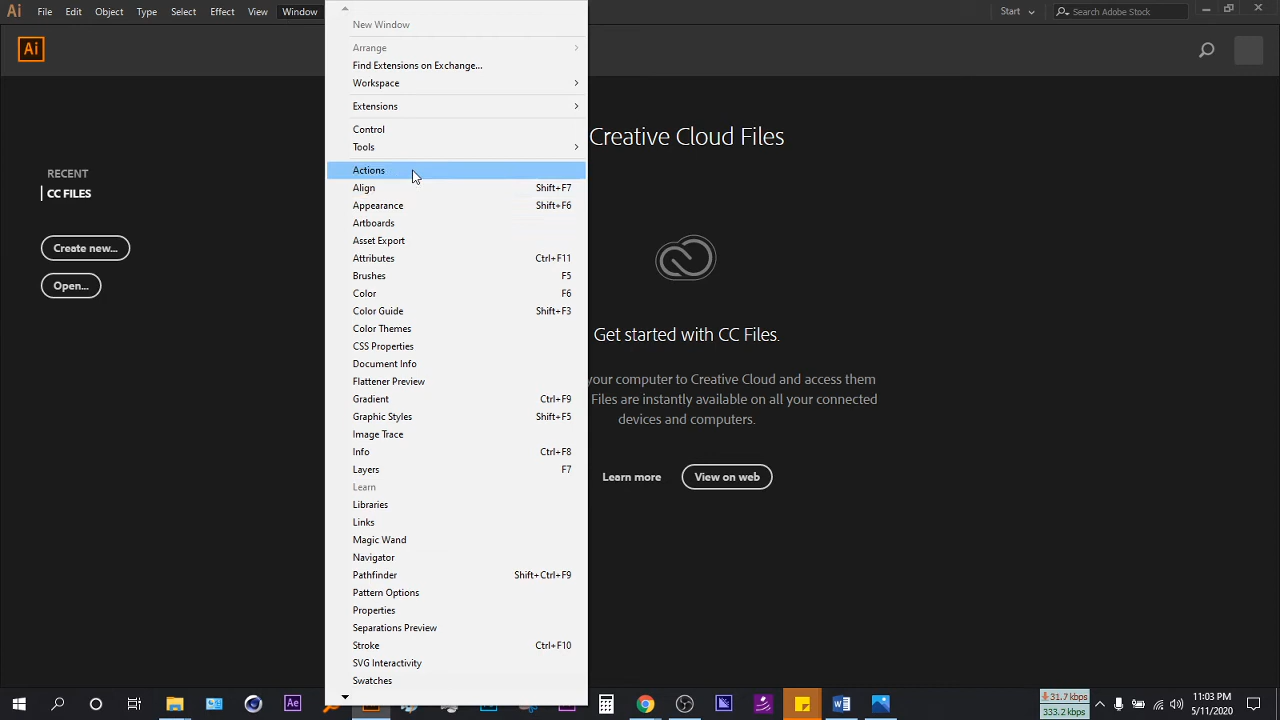 Ai File Edit Object Type Select Effect View Window Start Search Adobe Stock
Ai
New Window
Arrange
Find Extensions on Exchange...
Workspace
Extensions
Control
Tools
Actions
Align Shift+F7
Appearance Shift+F6
Artboards
Asset Export
Attributes Ctrl+F11
Brushes F5
Color F6
Color Guide Shift+F3
Color Themes
CSS Properties
Document Info
Flattener Preview
Gradient Ctrl+F9
Graphic Styles Shift+F5
Image Trace
Info Ctrl+F8
Layers F7
Learn
Libraries
Links
Magic Wand
Navigator
Pathfinder Shift+Ctrl+F9
Pattern Options
Properties
Separations Preview
Stroke Ctrl+F10
SVG Interactivity
Swatches
RECENT
CC FILES
Create new...
Open...
Creative Cloud Files
Get started with CC Files.
your computer to Creative Cloud and access them
Files are instantly available on all your connected
devices and computers.
Learn more View on web
Ae
31.7 kbps
333.2 kbps
11:03 PM